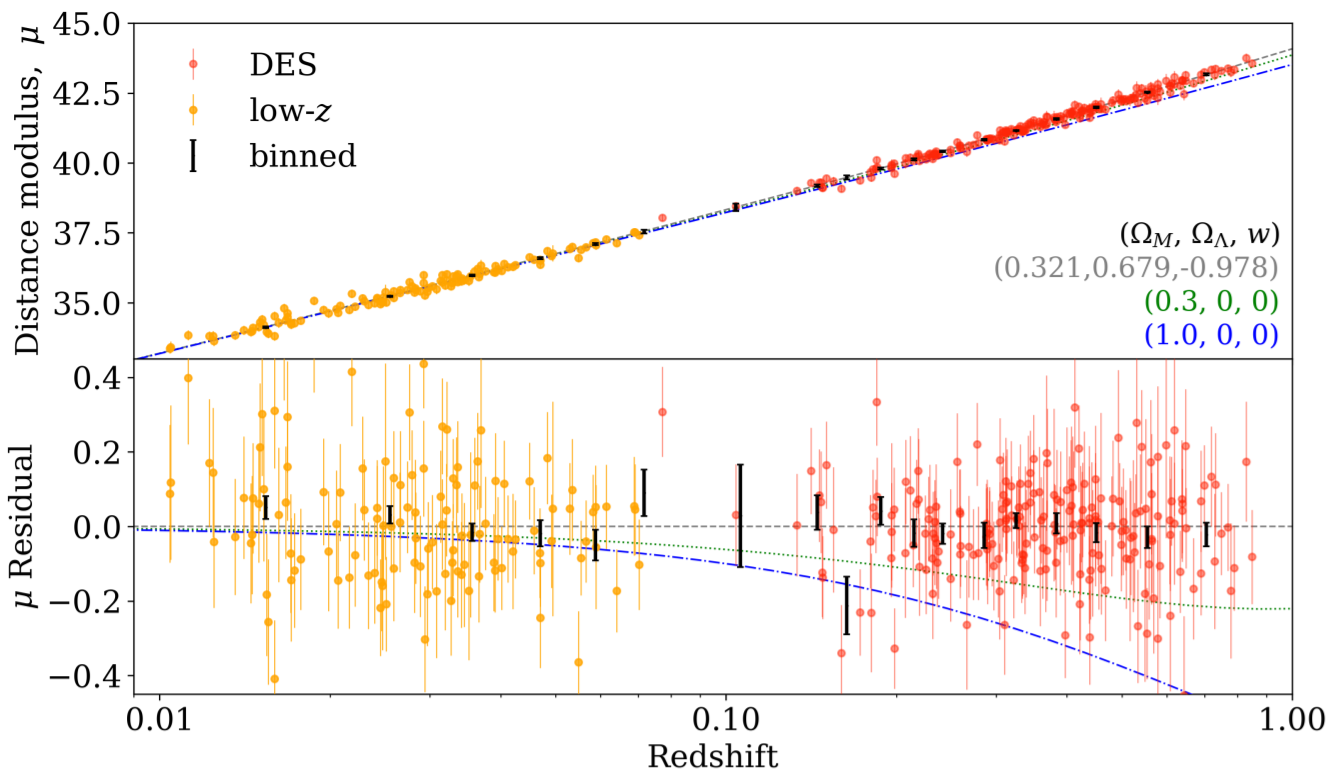 45.0
42.5
40.0
37.5
35.0
Distance modulus, μ
DES
low-z
binned
(Ω_M, Ω_Λ, w)
(0.321,0.679,-0.978)
(0.3, 0, 0)
(1.0, 0, 0)
0.4
0.2
0.0
−0.2
−0.4
μ Residual
0.01
0.10
1.00
Redshift